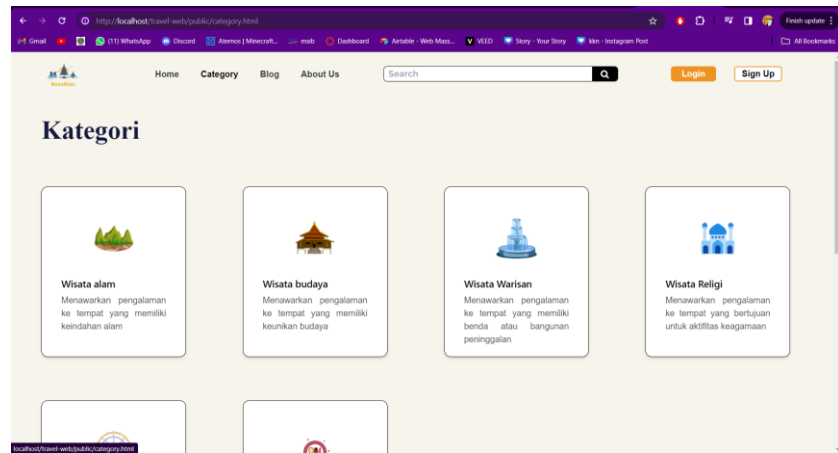 http://localhost/travel-web/public/category.html
Finish update
Gmail (11) WhatsApp Discord Aternos | Minecraft... msib Dashboard Airtable - Web Mass... VEED Story - Your Story kkn - Instagram Post All Bookmarks
Home Category Blog About Us Search Login Sign Up
Kategori
Wisata alam
Menawarkan pengalaman
ke tempat yang memiliki
keindahan alam
Wisata budaya
Menawarkan pengalaman
ke tempat yang memiliki
keunikan budaya
Wisata Warisan
Menawarkan pengalaman
ke tempat yang memiliki
benda atau bangunan
peninggalan
Wisata Religi
Menawarkan pengalaman
ke tempat yang bertujuan
untuk aktifitas keagamaan
localhost/travel-web/public/category.html